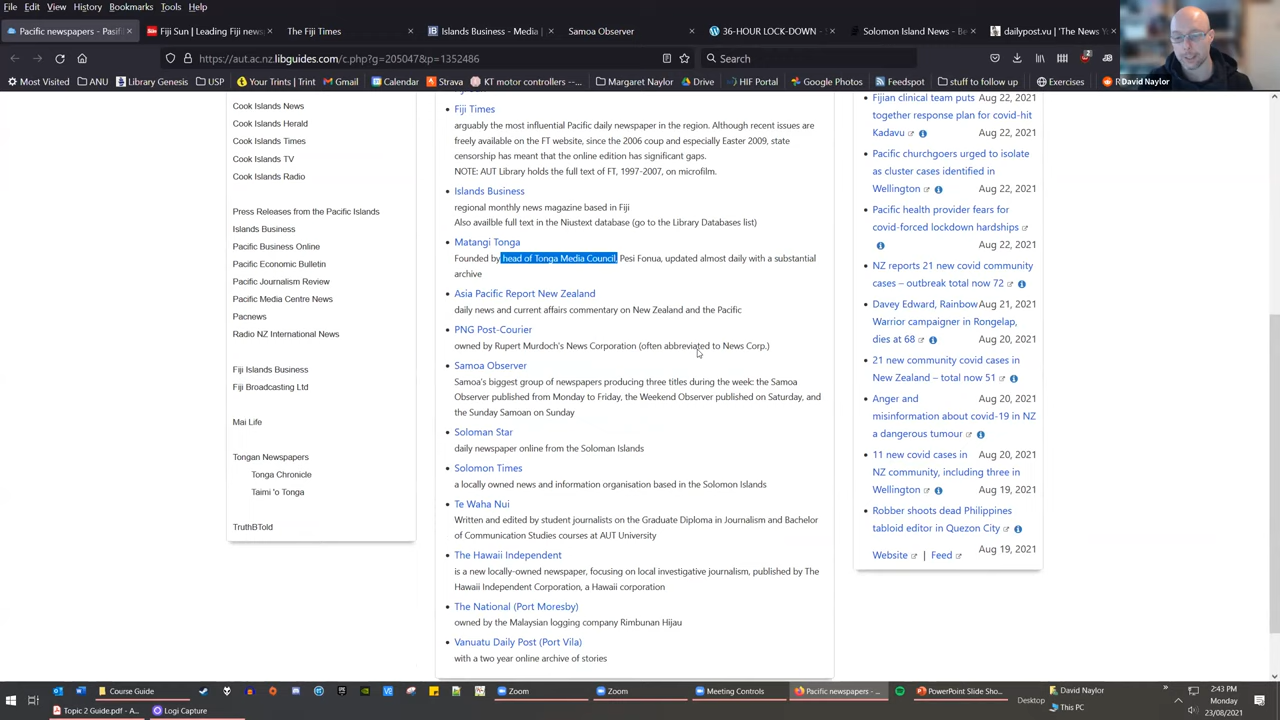 File Edit View History Bookmarks Tools Help
Pacific newspapers - Pasifi
Fiji Sun | Leading Fiji news
The Fiji Times
Islands Business - Media |
Samoa Observer
36-HOUR LOCK-DOWN -
Solomon Island News - Be
dailypost.vu | 'The News Y
https://aut.ac.nz.libguides.com/c.php?g=205047&p=1352486
Search
Most Visited
ANU
Library Genesis
USP
Your Trints | Trint
Gmail
Calendar
Strava
KT motor controllers...
Margaret Naylor
Drive
HIF Portal
Google Photos
Feedspot
stuff to follow up
Exercises
David Naylor
Cook Islands News
Cook Islands Herald
Cook Islands Times
Cook Islands TV
Cook Islands Radio
Press Releases from the Pacific Islands
Islands Business
Pacific Business Online
Pacific Economic Bulletin
Pacific Journalism Review
Pacific Media Centre News
Pacnews
Radio NZ International News
Fiji Islands Business
Fiji Broadcasting Ltd
Mai Life
Tongan Newspapers
Tonga Chronicle
Taimi 'o Tonga
TruthBTold
Fiji Times
arguably the most influential Pacific daily newspaper in the region. Although recent issues are
freely available on the FT website, since the 2006 coup and especially Easter 2009, state
censorship has meant that the online edition has significant gaps.
NOTE: AUT Library holds the full text of FT, 1997-2007, on microfilm.
Islands Business
regional monthly news magazine based in Fiji
Also availble full text in the Niustext database (go to the Library Databases list)
Matangi Tonga
Founded by head of Tonga Media Council, Pesi Fonua, updated almost daily with a substantial
archive
Asia Pacific Report New Zealand
daily news and current affairs commentary on New Zealand and the Pacific
PNG Post-Courier
owned by Rupert Murdoch's News Corporation (often abbreviated to News Corp.)
Samoa Observer
Samoa's biggest group of newspapers producing three titles during the week: the Samoa
Observer published from Monday to Friday, the Weekend Observer published on Saturday, and
the Sunday Samoan on Sunday
Soloman Star
daily newspaper online from the Soloman Islands
Solomon Times
a locally owned news and information organisation based in the Solomon Islands
Te Waha Nui
Written and edited by student journalists on the Graduate Diploma in Journalism and Bachelor
of Communication Studies courses at AUT University
The Hawaii Independent
is a new locally-owned newspaper, focusing on local investigative journalism, published by The
Hawaii Independent Corporation, a Hawaii corporation
The National (Port Moresby)
owned by the Malaysian logging company Rimbunan Hijau
Vanuatu Daily Post (Port Vila)
with a two year online archive of stories
Fijian clinical team puts Aug 22, 2021
together response plan for covid-hit
Kadavu Aug 22, 2021
Pacific churchgoers urged to isolate
as cluster cases identified in
Wellington Aug 22, 2021
Pacific health provider fears for
covid-forced lockdown hardships
Aug 22, 2021
NZ reports 21 new covid community
cases – outbreak total now 72
Davey Edward, Rainbow Aug 21, 2021
Warrior campaigner in Rongelap,
dies at 68 Aug 20, 2021
21 new community covid cases in
New Zealand – total now 51
Anger and Aug 20, 2021
misinformation about covid-19 in NZ
a dangerous tumour
11 new covid cases in Aug 20, 2021
NZ community, including three in
Wellington Aug 19, 2021
Robber shoots dead Philippines
tabloid editor in Quezon City
Website | Feed Aug 19, 2021
Course Guide
Zoom
Zoom
Meeting Controls
Pacific newspapers - ...
PowerPoint Slide Sho...
Desktop
David Naylor
This PC
2:43 PM
Monday
23/08/2021
Topic 2 Guide.pdf - A...
Logi Capture